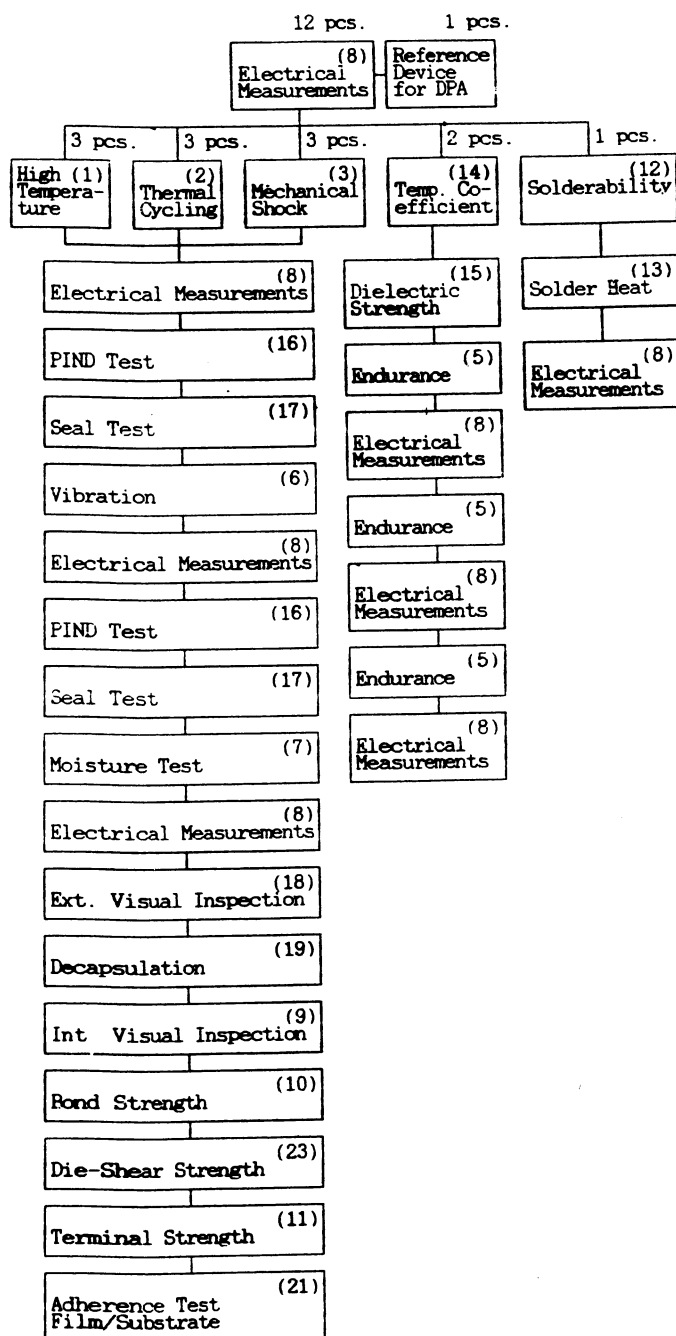 12 pcs. 1 pc.
(8)
Electrical
Measurements
Reference
Device
for DPA
3 pcs. 3 pcs. 3 pcs. 2 pcs. 1 pcs.
High (1)
Tempera-
ture
(2)
Thermal
Cycling
(3)
Mechanical
Shock
(14)
Temp. Co-
efficient
(12)
Solderability
(8)
Electrical Measurements
(16)
PIND Test
(17)
Seal Test
(6)
Vibration
(8)
Electrical Measurements
(16)
PIND Test
(17)
Seal Test
(7)
Moisture Test
(8)
Electrical Measurements
(18)
Ext. Visual Inspection
(19)
Decapsulation
(9)
Int Visual Inspection
(10)
Bond Strength
(23)
Die-Shear Strength
(11)
Terminal Strength
(21)
Adherence Test
Film/Substrate
(15)
Dielectric
Strength
(5)
Endurance
(8)
Electrical
Measurements
(5)
Endurance
(8)
Electrical
Measurements
(5)
Endurance
(8)
Electrical
Measurements
(13)
Solder Heat
(8)
Electrical
Measurements